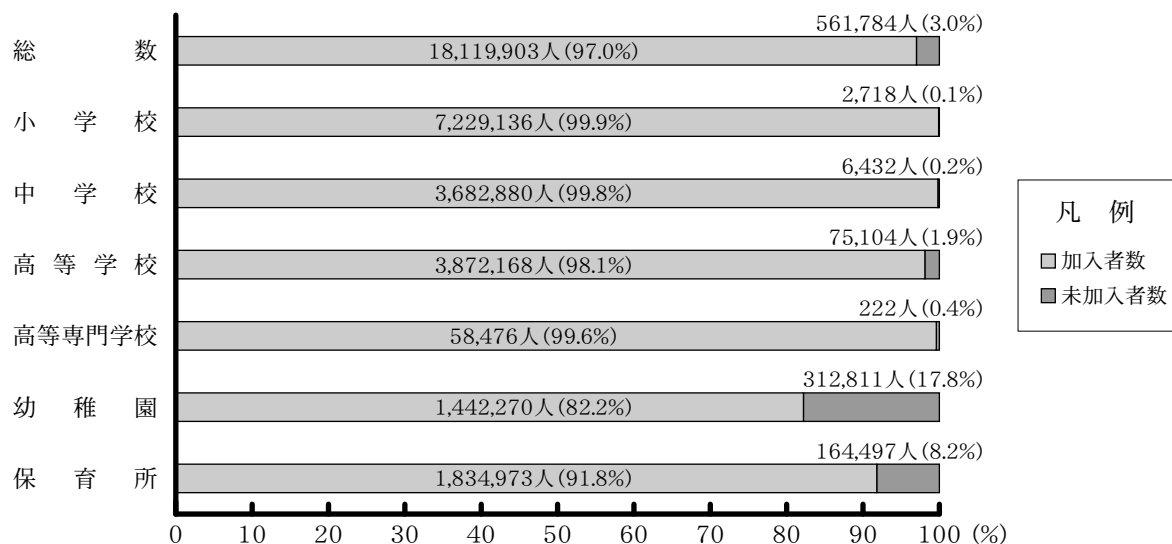 561,784人(3.0%)
総数 18,119,903人(97.0%)
2,718人(0.1%)
小学校 7,229,136人(99.9%)
6,432人(0.2%)
中学校 3,682,880人(99.8%)
75,104人(1.9%)
高等学校 3,872,168人(98.1%)
222人(0.4%)
高等専門学校 58,476人(99.6%)
312,811人(17.8%)
幼稚園 1,442,270人(82.2%)
164,497人(8.2%)
保育所 1,834,973人(91.8%)
0 10 20 30 40 50 60 70 80 90 100 (%)
凡例
加入者数
未加入者数